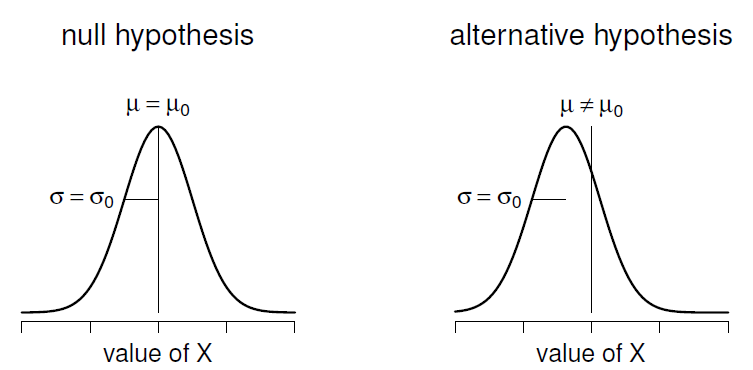 null hypothesis
μ = μ₀
σ = σ₀
value of X
alternative hypothesis
μ ≠ μ₀
σ = σ₀
value of X